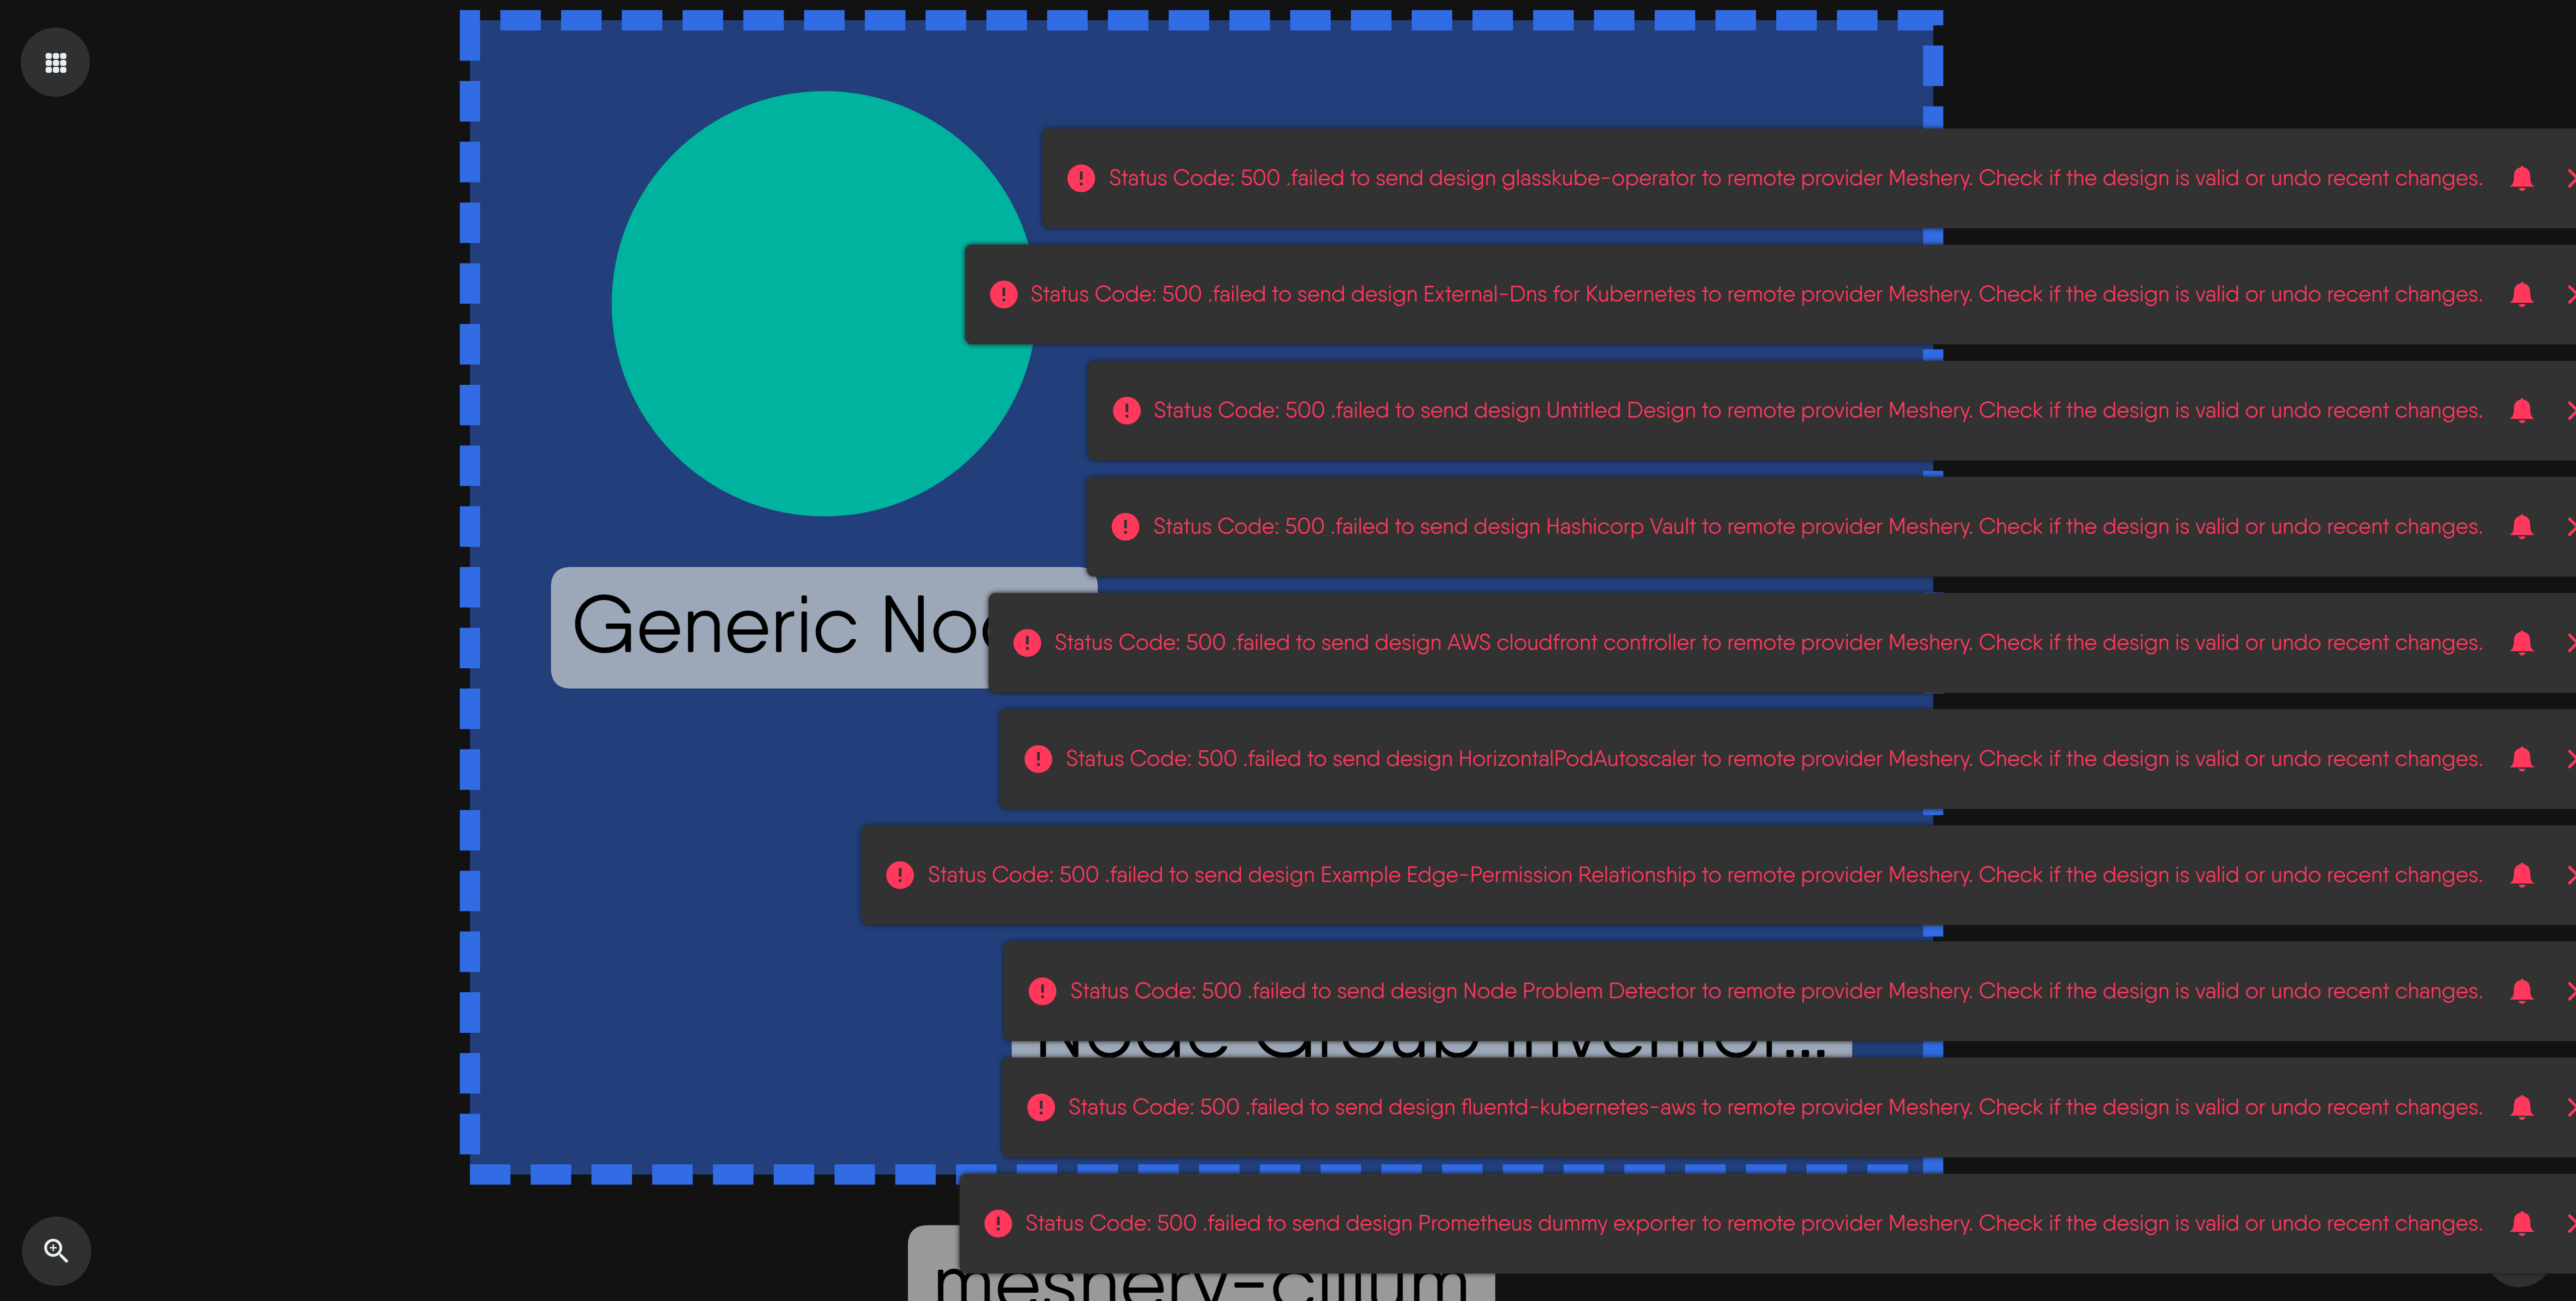 Status Code: 500 .failed to send design glasskube-operator to remote provider Meshery. Check if the design is valid or undo recent changes.
Status Code: 500 .failed to send design External-Dns for Kubernetes to remote provider Meshery. Check if the design is valid or undo recent changes.
Status Code: 500 .failed to send design Untitled Design to remote provider Meshery. Check if the design is valid or undo recent changes.
Status Code: 500 .failed to send design Hashicorp Vault to remote provider Meshery. Check if the design is valid or undo recent changes.
Generic
Status Code: 500 .failed to send design AWS cloudfront controller to remote provider Meshery. Check if the design is valid or undo recent changes.
Status Code: 500 .failed to send design HorizontalPodAutoscaler to remote provider Meshery. Check if the design is valid or undo recent changes.
Status Code: 500 .failed to send design Example Edge-Permission Relationship to remote provider Meshery. Check if the design is valid or undo recent changes.
Status Code: 500 .failed to send design Node Problem Detector to remote provider Meshery. Check if the design is valid or undo recent changes.
Node Group
Status Code: 500 .failed to send design fluentd-kubernetes-aws to remote provider Meshery. Check if the design is valid or undo recent changes.
Status Code: 500 .failed to send design Prometheus dummy exporter to remote provider Meshery. Check if the design is valid or undo recent changes.
meshery-cilium